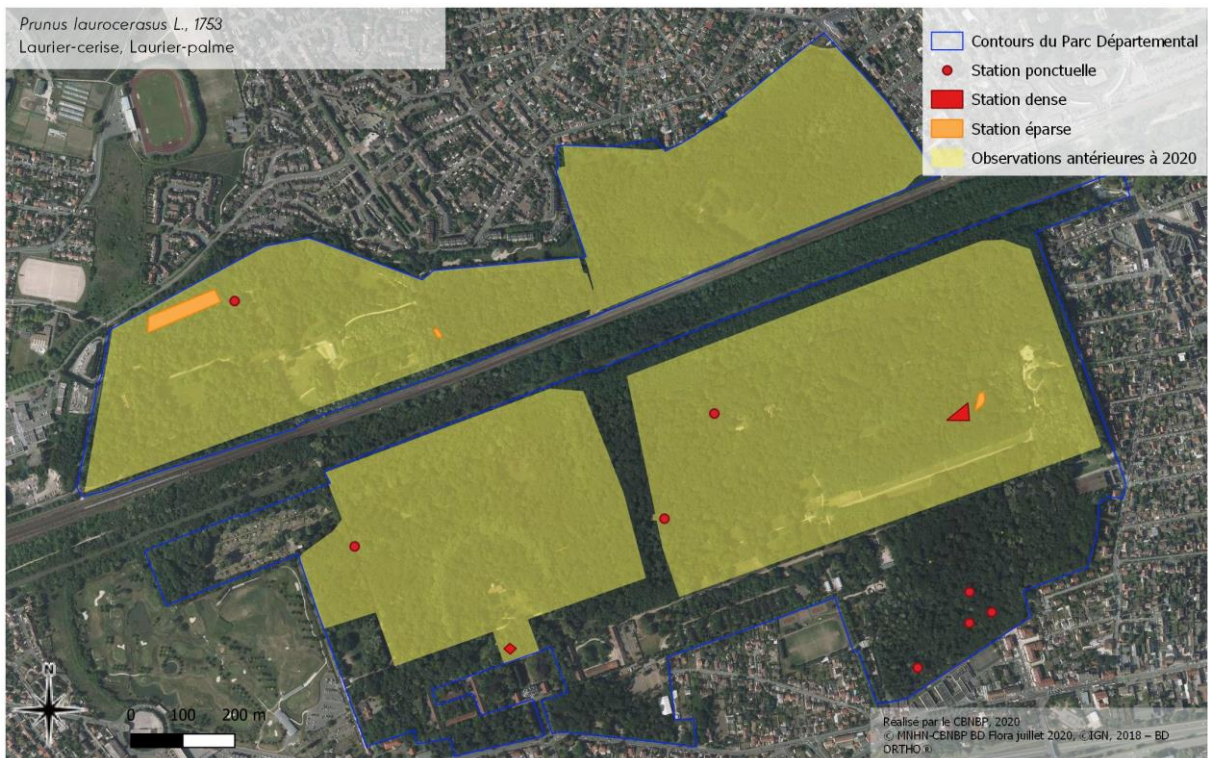 Prunus laurocerasus L., 1753
Laurier-cerise, Laurier-palme
Contours du Parc Départemental
Station ponctuelle
Station dense
Station éparse
Observations antérieures à 2020
N
0 100 200 m
Réalisé par le CBNBP, 2020
© MNHN-CBNBP BD Flora juillet 2020, ©IGN, 2018 – BD
ORTHO ®